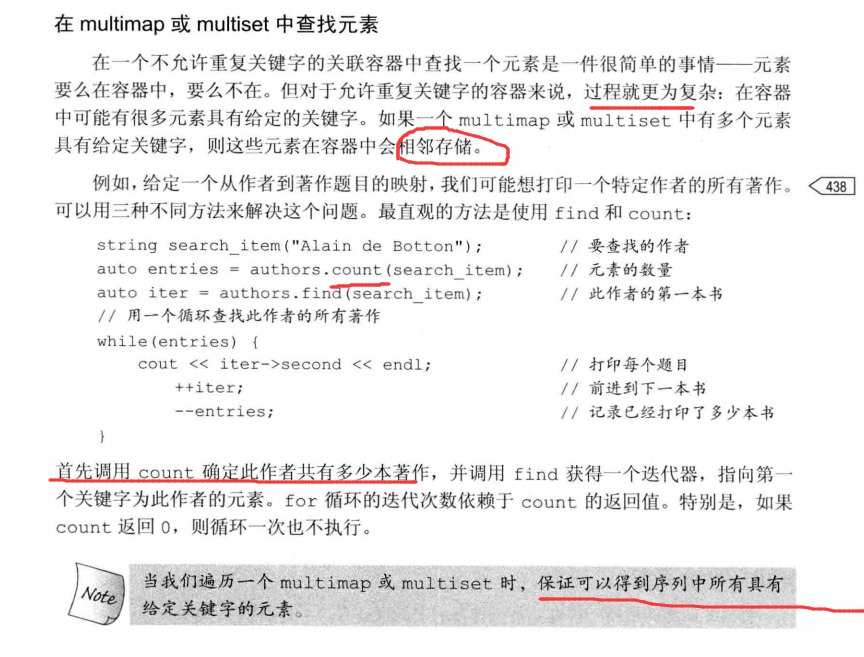 在 multimap 或 multiset 中查找元素
在一个不允许重复关键字的关联容器中查找一个元素是一件很简单的事情——元素
要么在容器中，要么不在。但对于允许重复关键字的容器来说，过程就更为复杂：在容器
中可能有很多元素具有给定的关键字。如果一个 multimap 或 multiset 中有多个元素
具有给定关键字，则这些元素在容器中会相邻存储。
例如，给定一个从作者到著作题目的映射，我们可能想打印一个特定作者的所有著作。 438
可以用三种不同方法来解决这个问题。最直观的方法是使用 find 和 count：
string search_item("Alain de Botton"); // 要查找的作者
auto entries = authors.count(search_item); // 元素的数量
auto iter = authors.find(search_item); // 此作者的第一本书
// 用一个循环查找此作者的所有著作
while(entries) {
cout << iter->second << endl; // 打印每个题目
++iter; // 前进到下一本书
--entries; // 记录已经打印了多少本书
}
首先调用 count 确定此作者共有多少本著作，并调用 find 获得一个迭代器，指向第一
个关键字为此作者的元素。for 循环的迭代次数依赖于 count 的返回值。特别是，如果
count 返回 0，则循环一次也不执行。
Note
当我们遍历一个 multimap 或 multiset 时，保证可以得到序列中所有具有
给定关键字的元素。